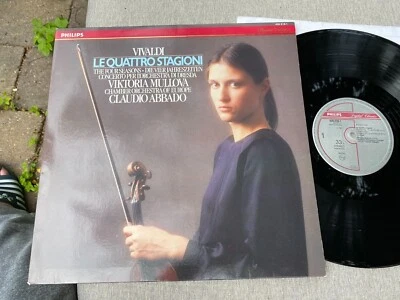 PHILIPS
VIVALDI
LE QUATTRO STAGIONI
THE FOUR SEASONS • DIE VIER JAHRESZEITEN
CONCERTO PER L'ORCHESTRA DI DRESDA
VIKTORIA MULLOVA
CHAMBER ORCHESTRA OF EUROPE
CLAUDIO ABBADO
PHILIPS